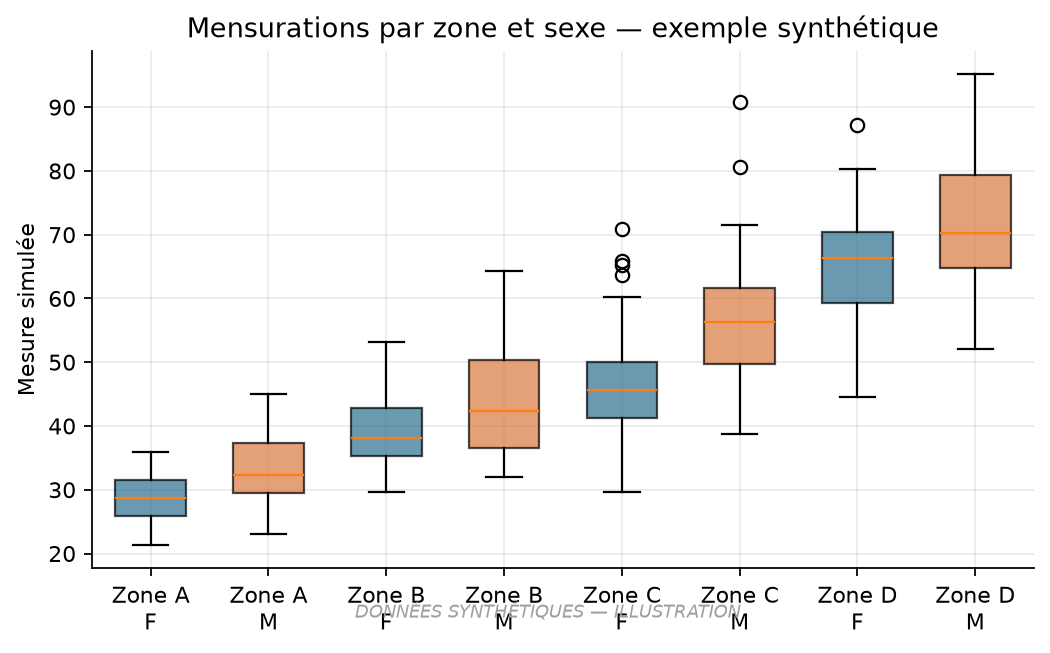 Mensurations par zone et sexe — exemple synthétique
Mesure simulée
90
80
70
60
50
40
30
20
Zone A Zone A Zone B Zone B Zone C Zone C Zone D Zone D
F M F M F M F M
DONNÉES SYNTHÉTIQUES — ILLUSTRATION